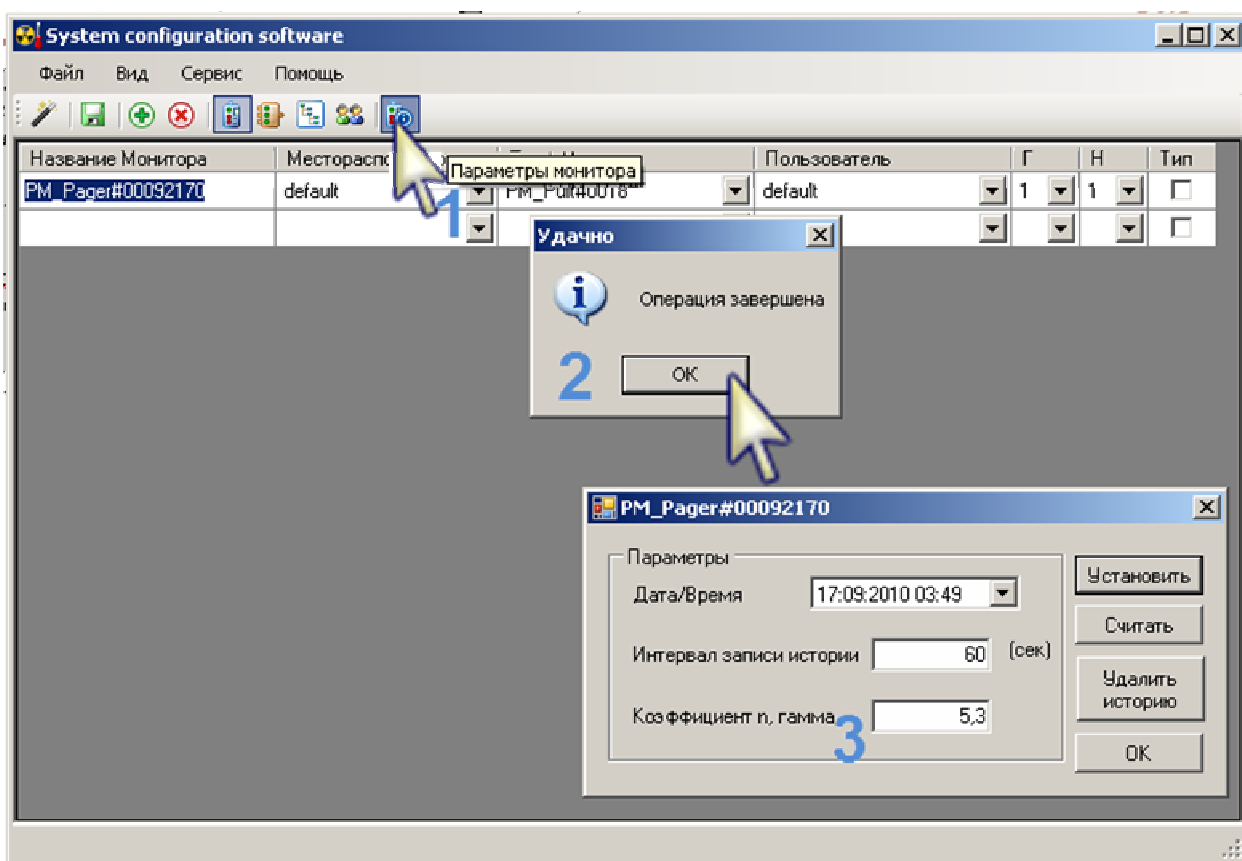 System configuration software
Файл Вид Сервис Помощь
Название Монитора Пользователь Г Н Тип
Параметры монитора
PM_Pager#00092170 default default 1 1
1
Удачно
Операция завершена
2
OK
PM_Pager#00092170
Параметры
Дата/Время 17:09:2010 03:49
Интервал записи истории 60 (сек)
Коэффициент n, гамма 5,3
3
Установить
Считать
Удалить
историю
OK